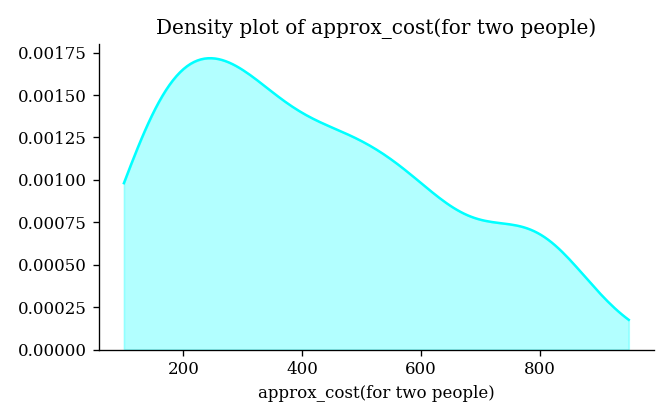 Density plot of approx_cost(for two people)
0.00175
0.00150
0.00125
0.00100
0.00075
0.00050
0.00025
0.00000
200 400 600 800
approx_cost(for two people)